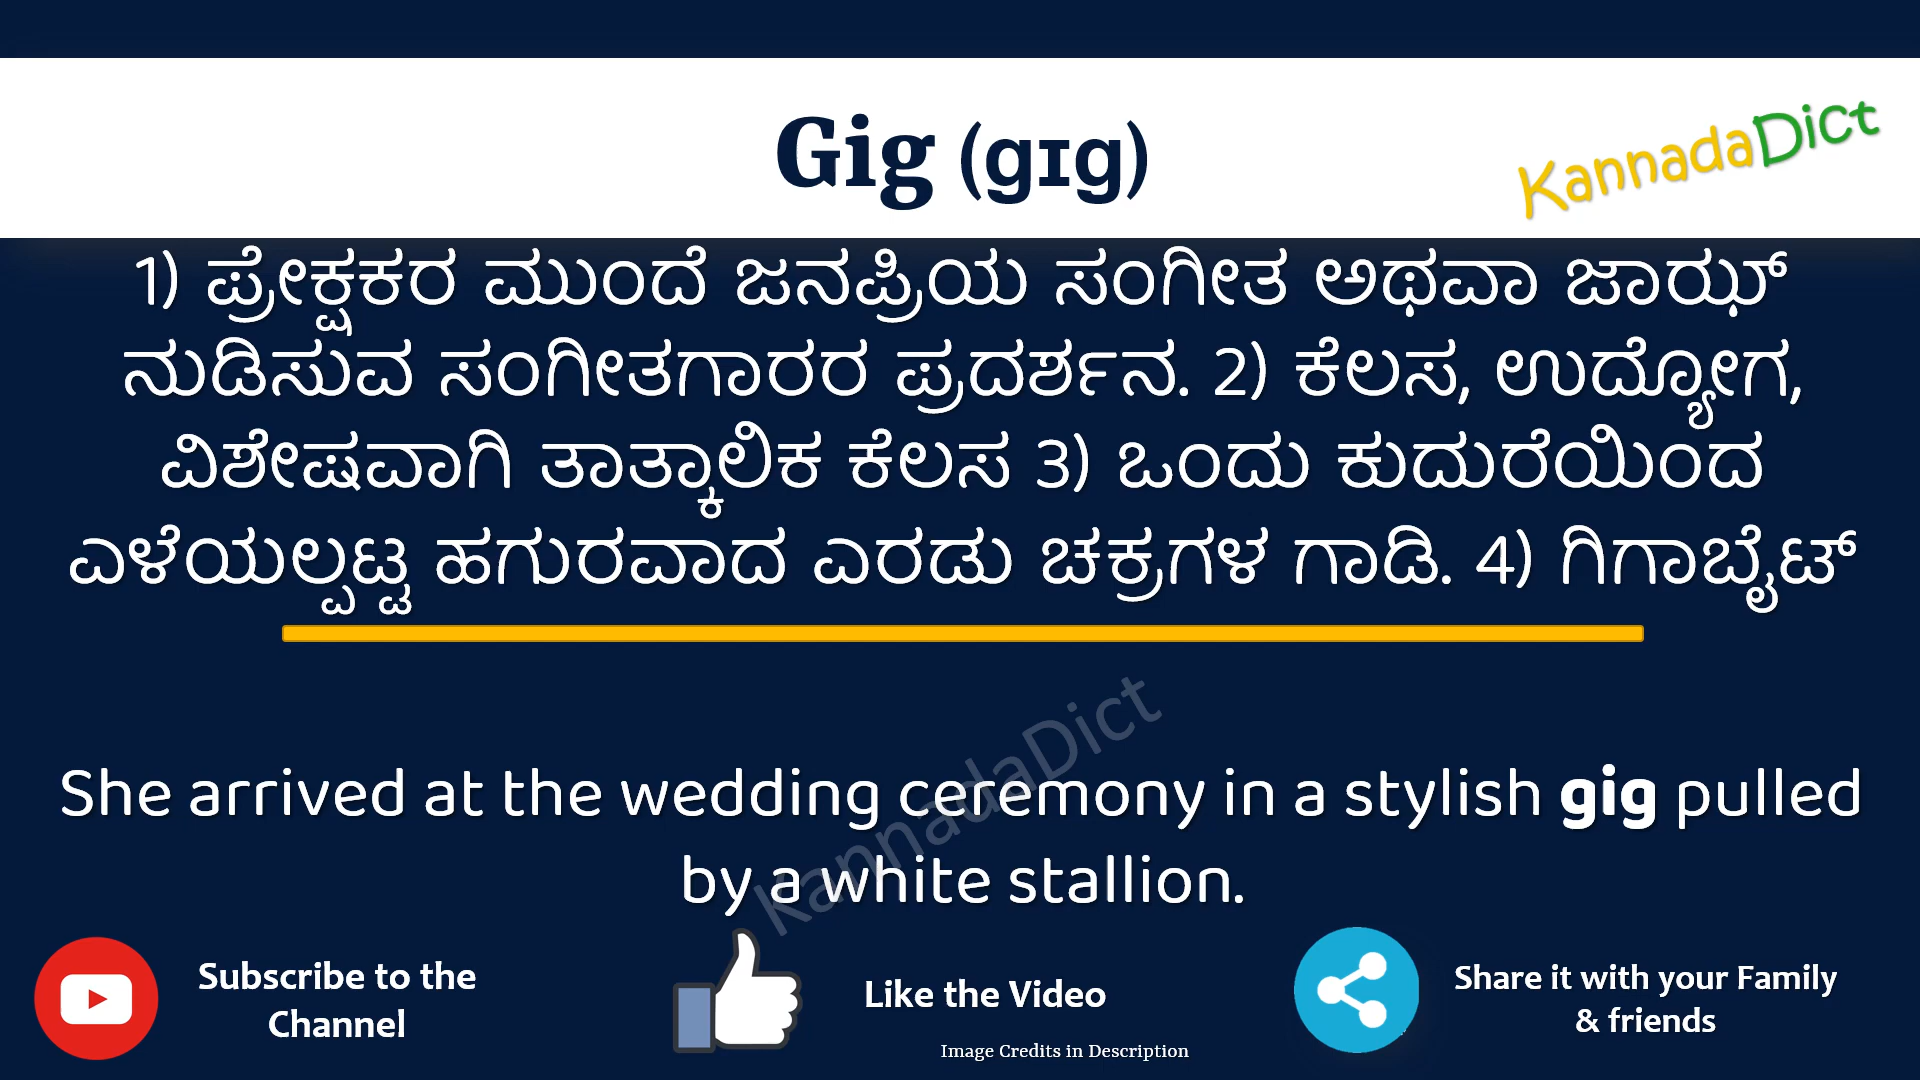 Gig (ɡɪɡ)
KannadaDict
1) ಪ್ರೇಕ್ಷಕರ ಮುಂದೆ ಜನಪ್ರಿಯ ಸಂಗೀತ ಅಥವಾ ಜಾಝ್
ನುಡಿಸುವ ಸಂಗೀತಗಾರರ ಪ್ರದರ್ಶನ. 2) ಕೆಲಸ, ಉದ್ಯೋಗ,
ವಿಶೇಷವಾಗಿ ತಾತ್ಕಾಲಿಕ ಕೆಲಸ 3) ಒಂದು ಕುದುರೆಯಿಂದ
ಎಳೆಯಲ್ಪಟ್ಟ ಹಗುರವಾದ ಎರಡು ಚಕ್ರಗಳ ಗಾಡಿ. 4) ಗಿಗಾಬೈಟ್
KannadaDict
She arrived at the wedding ceremony in a stylish gig pulled
by a white stallion.
Subscribe to the
Channel
Like the Video
Share it with your Family
& friends
Image Credits in Description